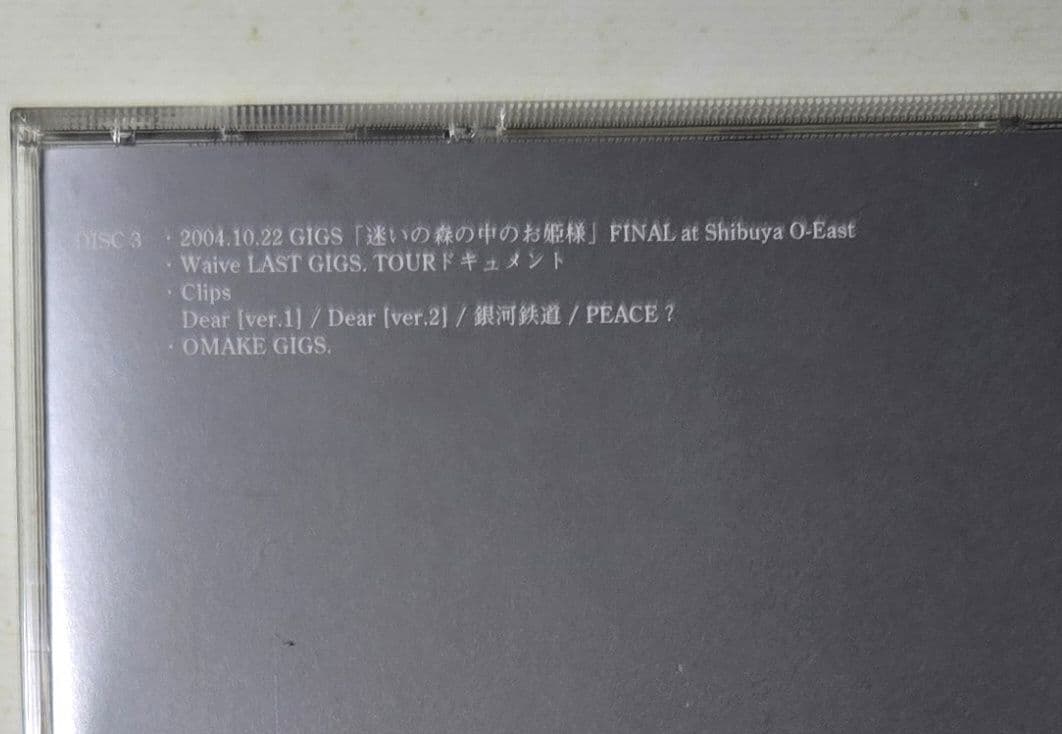 DISC 3 ・2004.10.22 GIGS「迷いの森の中のお姫様」FINAL at Shibuya O-East
・Waive LAST GIGS. TOURドキュメント
・Clips
Dear [ver.1] / Dear [ver.2] / 銀河鉄道 / PEACE ?
・OMAKE GIGS.